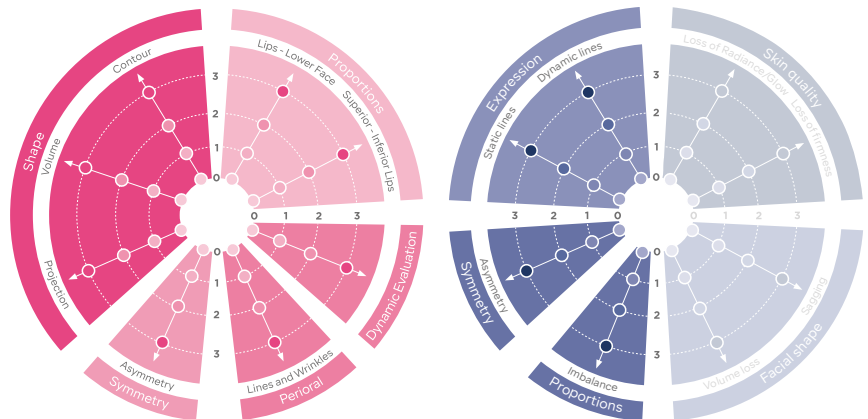 Shape
Contour
Volume
Projection
Proportions
Lips - Lower Face
Superior - Inferior Lips
3
2
1
0
0 1 2 3
Dynamic Evaluation
0
1
2
3
Asymmetry
Symmetry
Lines and Wrinkles
Perioral
Expression
Dynamic lines
Static lines
Skin quality
Loss of Radiance/Glow
Loss of firmness
3
2
1
0
3 2 1 0
0 1 2 3
Asymmetry
Symmetry
0
1
2
3
Imbalance
Proportions
Sagging
Volume loss
Facial shape